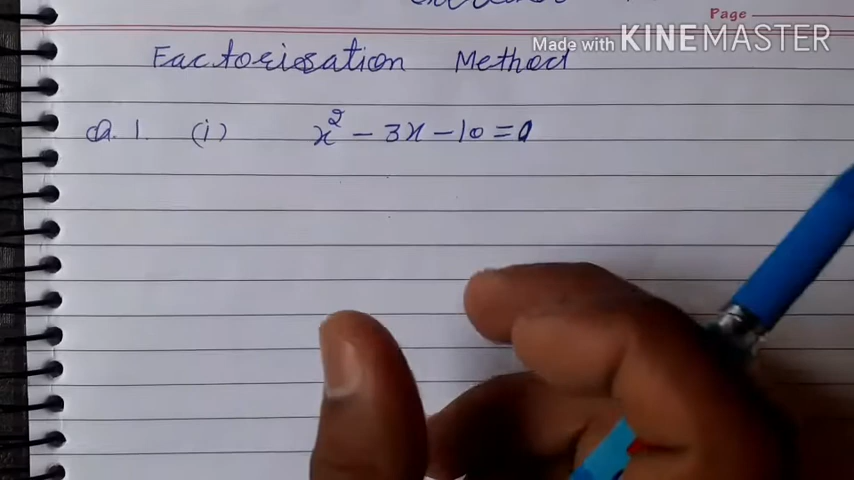 Page
Made with KINEMASTER
Factorisation Method
Q. 1. (i) x² - 3x - 10 = 0